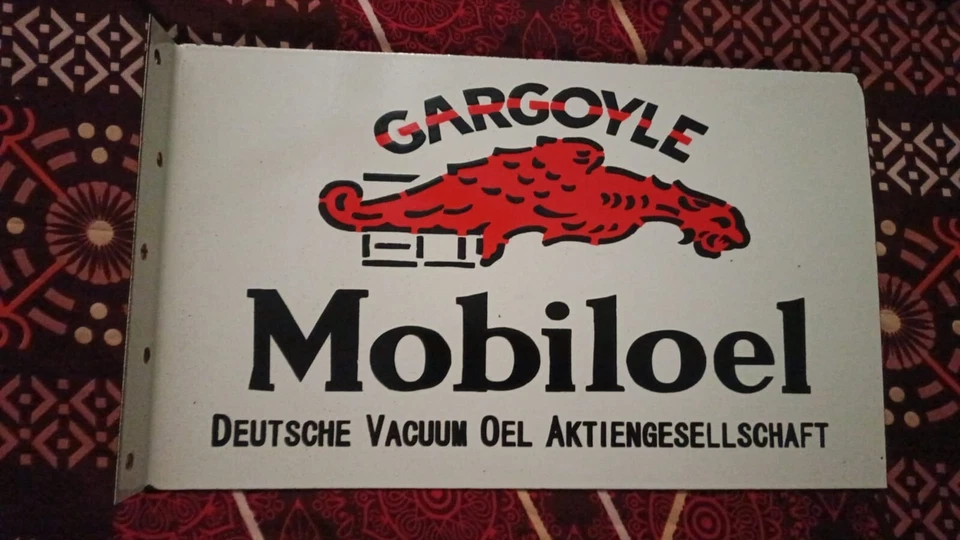 GARGOYLE
Mobiloel
DEUTSCHE VACUUM OEL AKTIENGESELLSCHAFT